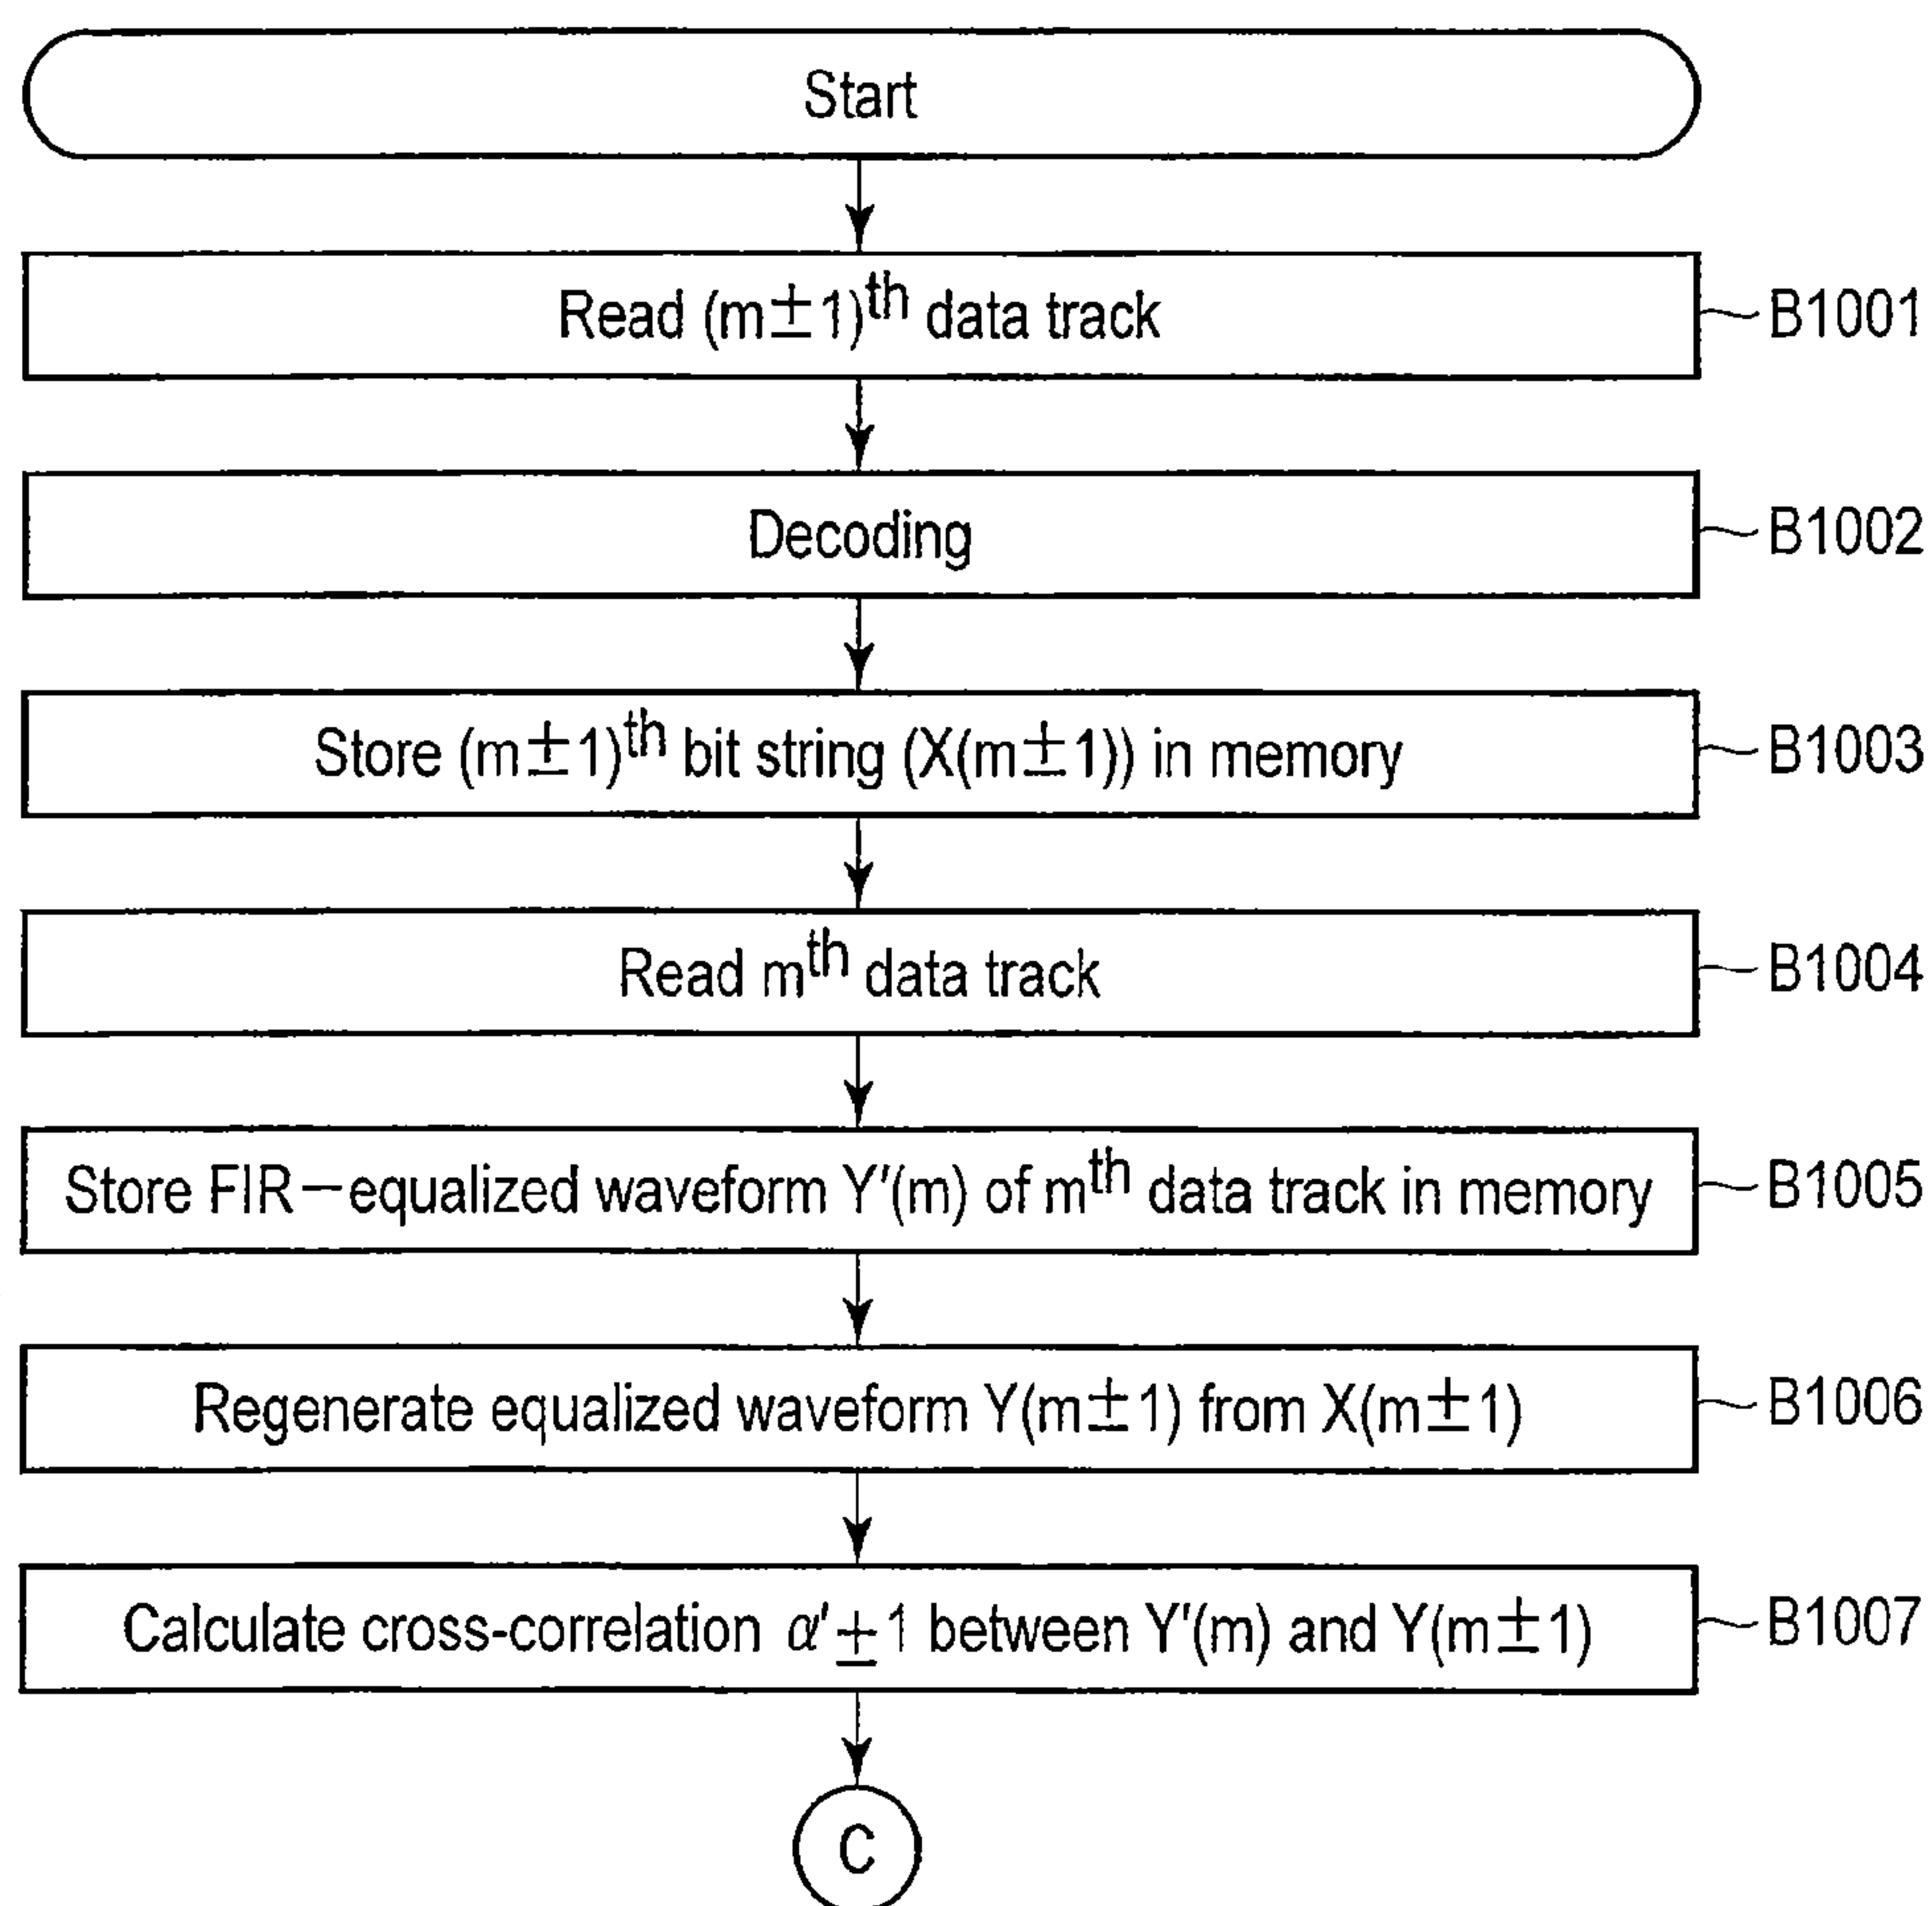 Start
Read (m±1)th data track
B1001
Decoding
B1002
Store (m±1)th bit string (X(m±1)) in memory
B1003
Read mth data track
B1004
Store FIR—equalized waveform Y'(m) of mth data track in memory
B1005
Regenerate equalized waveform Y(m±1) from X(m±1)
B1006
Calculate cross-correlation α'±1 between Y'(m) and Y(m±1)
B1007
C